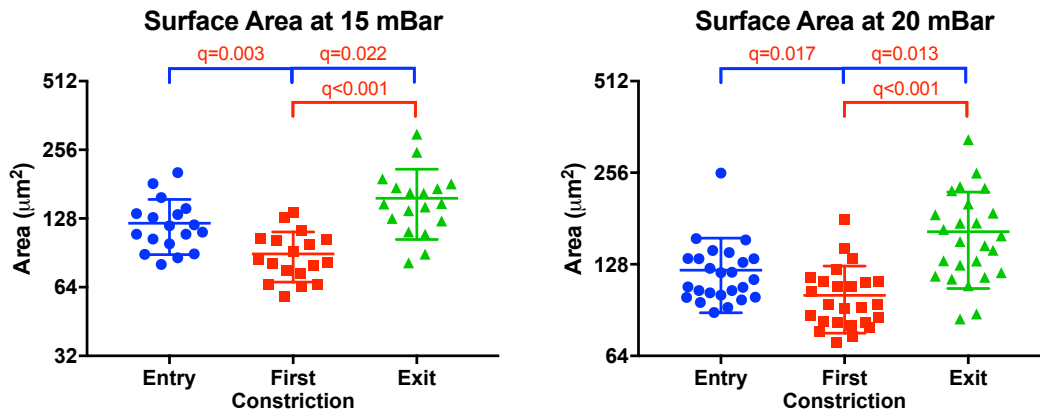 Surface Area at 15 mBar
q=0.003
q=0.022
q<0.001
512
256
128
64
32
Area (μm²)
Entry
First
Constriction
Exit
Surface Area at 20 mBar
q=0.017
q=0.013
q<0.001
512
256
128
64
Area (μm²)
Entry
First
Constriction
Exit